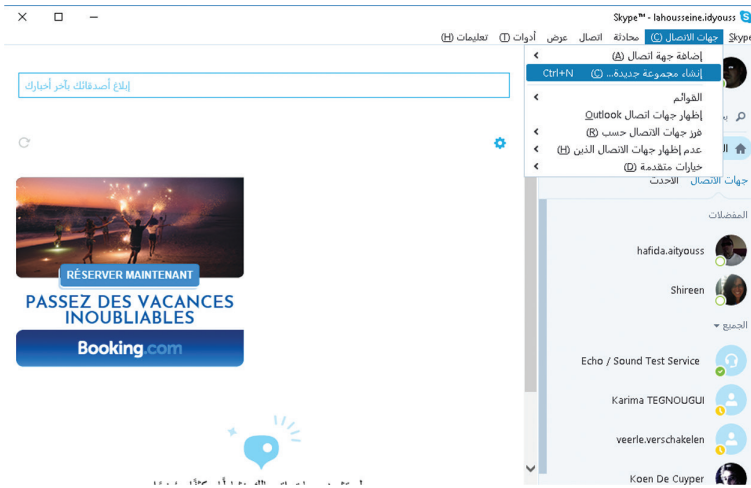 Skype™ - lahousseine.idyouss
Skype جهات الاتصال (C) محادثة اتصال عرض أدوات (T) تعليمات (H)
إضافة جهة اتصال (A)
إنشاء مجموعة جديدة... (C) Ctrl+N
القوائم
إظهار جهات اتصال Outlook
فرز جهات الاتصال حسب (R)
عدم إظهار جهات الاتصال الذين (H)
خيارات متقدمة (D)
إبلاغ أصدقائك بآخر أخبارك
جهات الاتصال الأحدث
المفضلات
hafida.aityouss
Shireen
الجميع
Echo / Sound Test Service
Karima TEGNOUGUI
veerle.verschakelen
Koen De Cuyper
RÉSERVER MAINTENANT
PASSEZ DES VACANCES
INOUBLIABLES
Booking.com